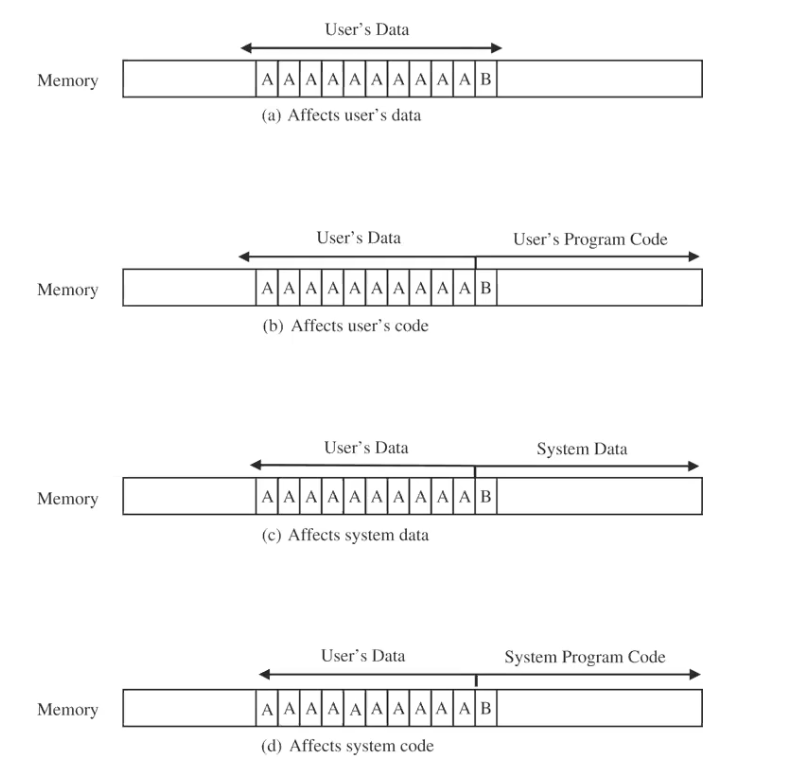 User's Data
Memory A A A A A A A A A A B
(a) Affects user's data
User's Data User's Program Code
Memory A A A A A A A A A A B
(b) Affects user's code
User's Data System Data
Memory A A A A A A A A A A B
(c) Affects system data
User's Data System Program Code
Memory A A A A A A A A A A B
(d) Affects system code